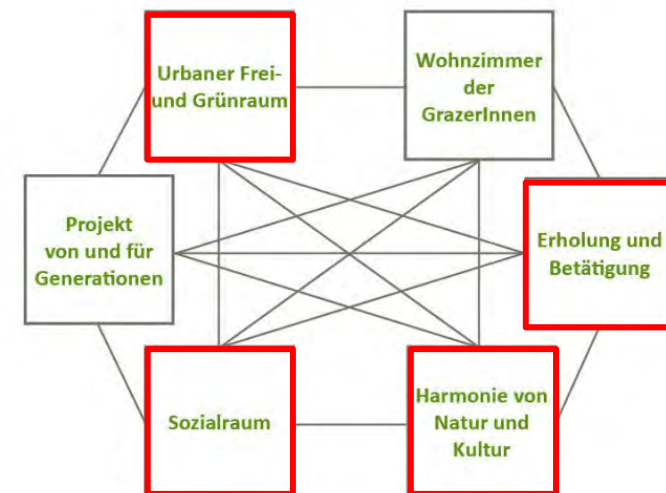 Urbaner Frei-
und Grünraum
Wohnzimmer
der
GrazerInnen
Projekt
von und für
Generationen
Erholung und
Betätigung
Sozialraum
Harmonie von
Natur und
Kultur